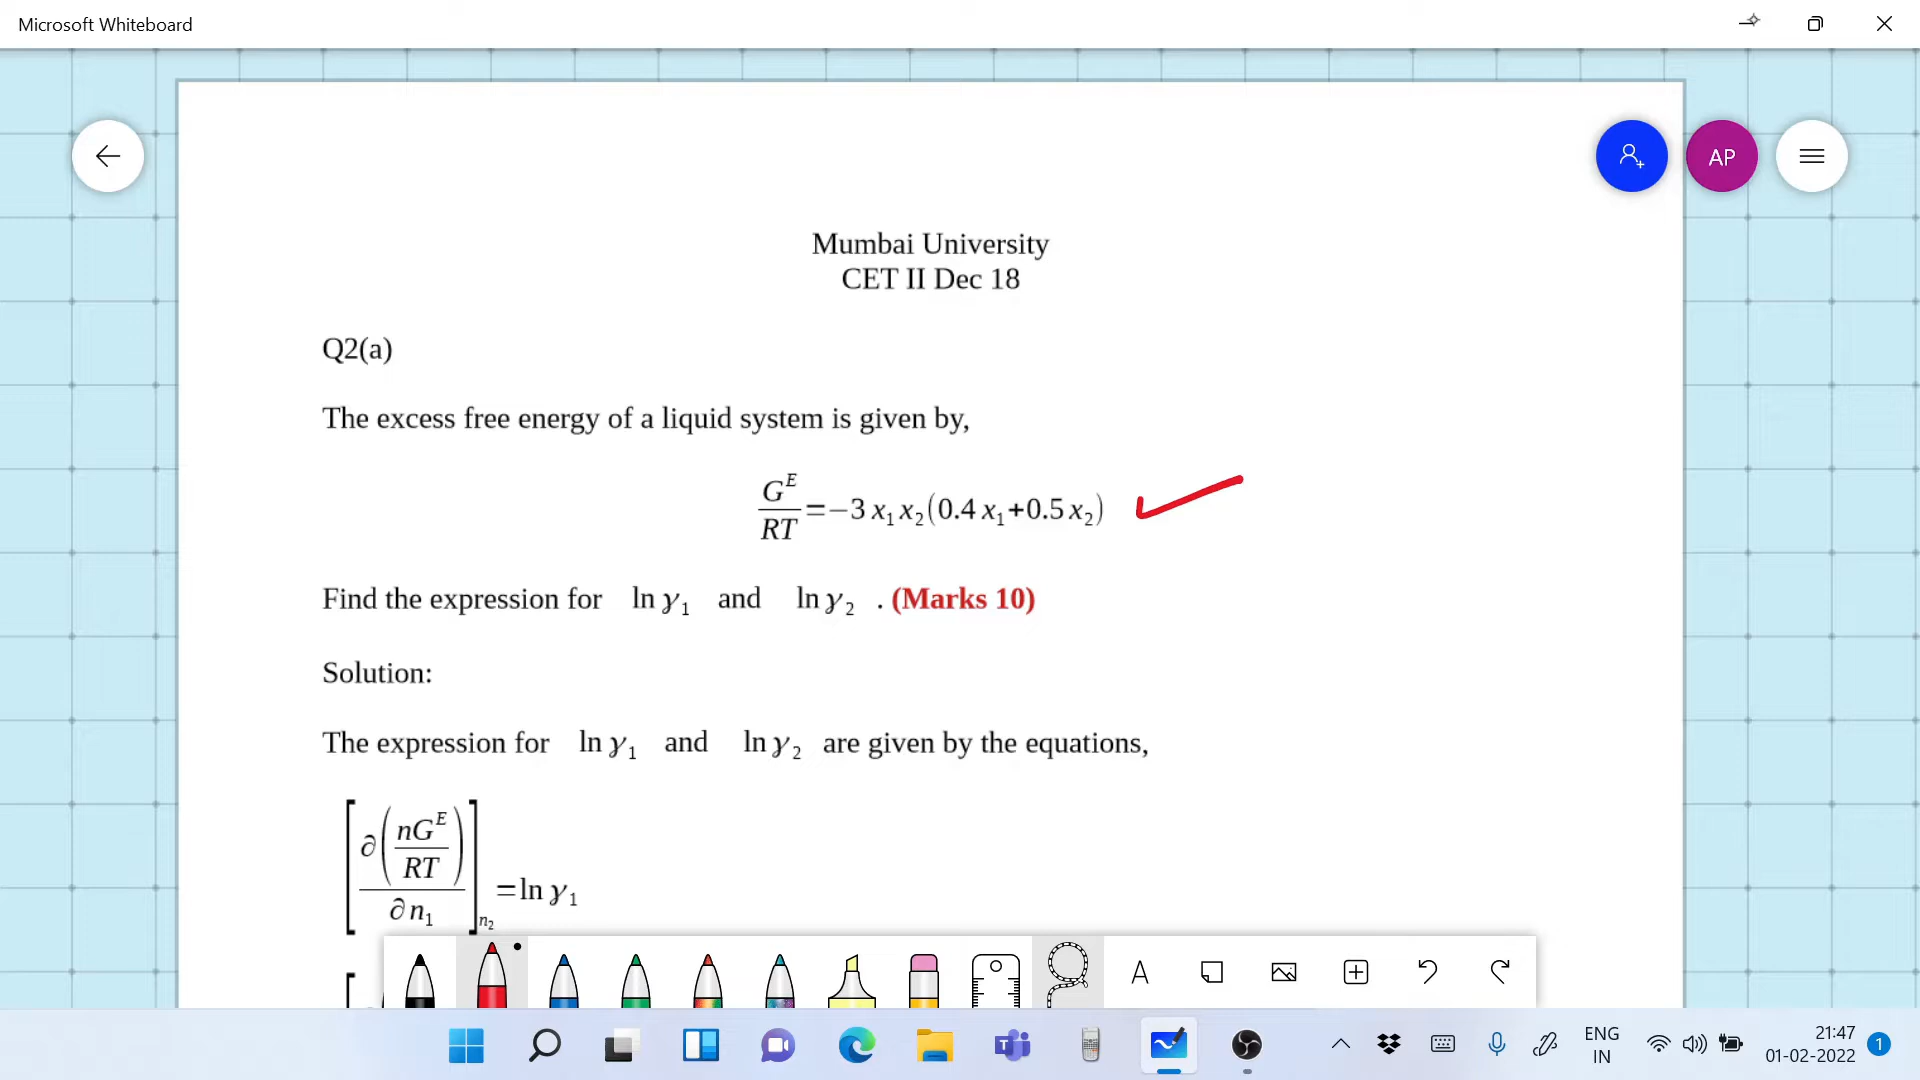 Microsoft Whiteboard
AP
Mumbai University
CET II Dec 18
Q2(a)
The excess free energy of a liquid system is given by,
G^E/RT = −3 x₁ x₂(0.4 x₁+0.5 x₂)
Find the expression for ln γ₁ and ln γ₂ . (Marks 10)
Solution:
The expression for ln γ₁ and ln γ₂ are given by the equations,
[∂(nG^E/RT)/∂n₁]n₂ = ln γ₁
A
T
ENG
IN
21:47
01-02-2022
1